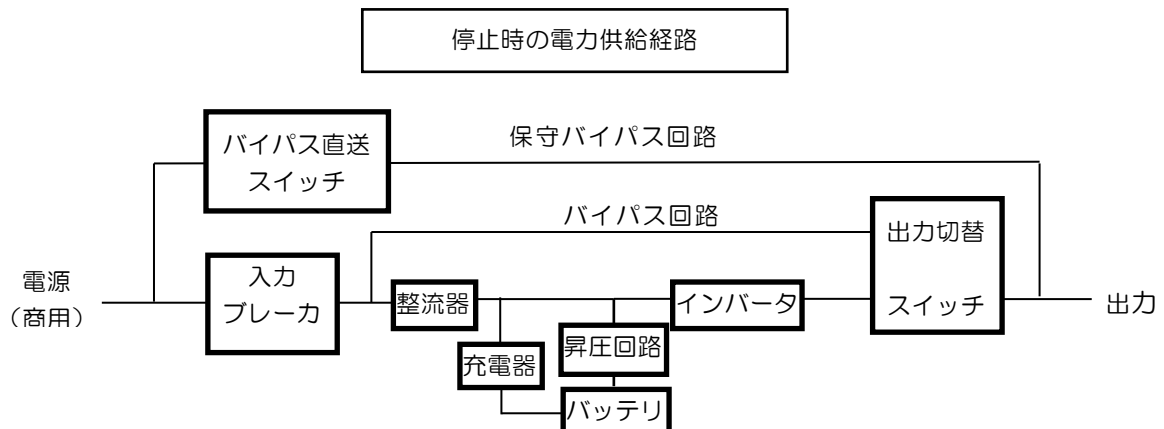 停止時の電力供給経路
バイパス直送
スイッチ
保守バイパス回路
バイパス回路
出力切替
スイッチ
電源
（商用）
入力
ブレーカ
整流器
インバータ
出力
昇圧回路
充電器
バッテリ